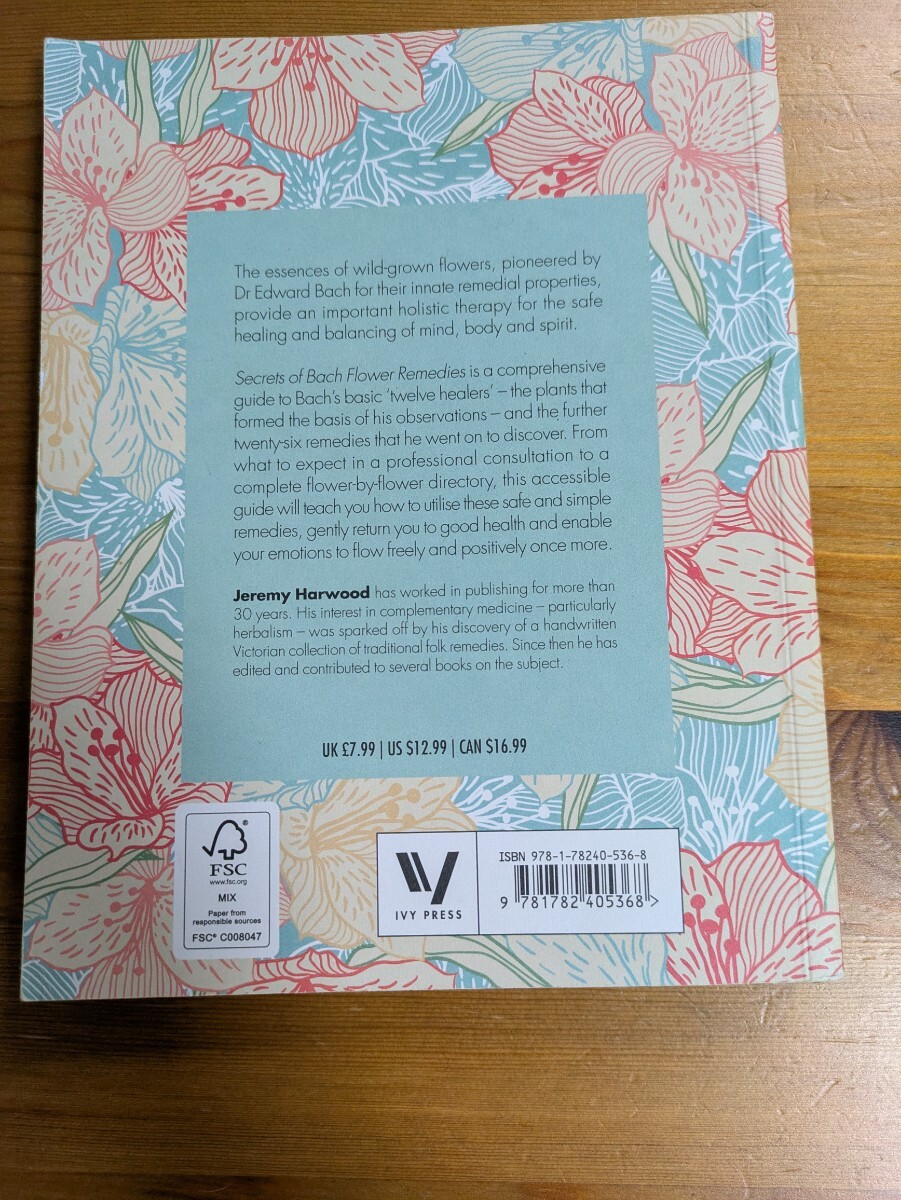 The essences of wild-grown flowers, pioneered by
Dr Edward Bach for their innate remedial properties,
provide an important holistic therapy for the safe
healing and balancing of mind, body and spirit.
Secrets of Bach Flower Remedies is a comprehensive
guide to Bach's basic 'twelve healers' – the plants that
formed the basis of his observations – and the further
twenty-six remedies that he went on to discover. From
what to expect in a professional consultation to a
complete flower-by-flower directory, this accessible
guide will teach you how to utilise these safe and simple
remedies, gently return you to good health and enable
your emotions to flow freely and positively once more.
Jeremy Harwood has worked in publishing for more than
30 years. His interest in complementary medicine – particularly
herbalism – was sparked off by his discovery of a handwritten
Victorian collection of traditional folk remedies. Since then he has
edited and contributed to several books on the subject.
UK £7.99 | US $12.99 | CAN $16.99
FSC
www.fsc.org
MIX
Paper from
responsible sources
FSC® C008047
IVY PRESS
ISBN 978-1-78240-536-8
9 781782 405368 >